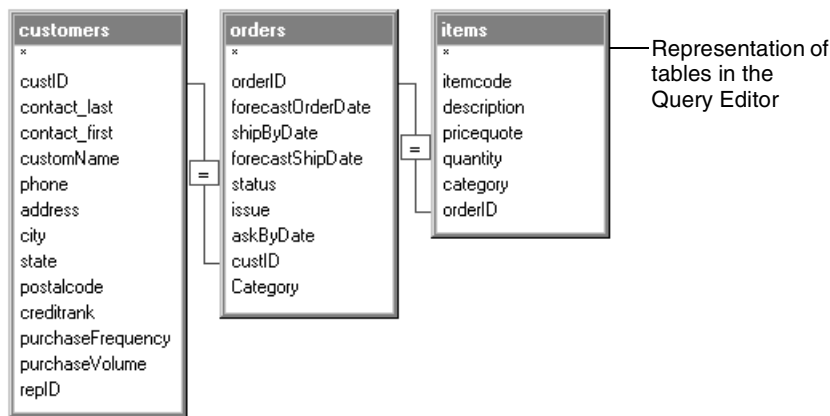 customers
*
custID
contact_last
contact_first
customName
phone
address
city
state
postalcode
creditrank
purchaseFrequency
purchaseVolume
repID
=
orders
*
orderID
forecastOrderDate
shipByDate
forecastShipDate
status
issue
askByDate
custID
Category
=
items
*
itemcode
description
pricequote
quantity
category
orderID
Representation of
tables in the
Query Editor